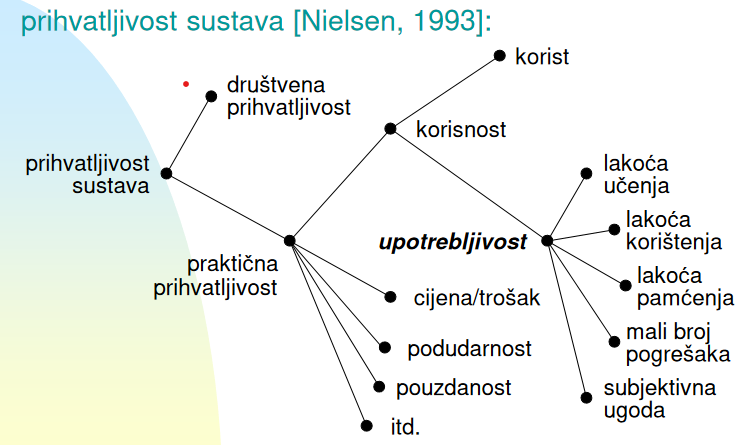 prihvatljivost sustava [Nielsen, 1993]:
korist
društvena
prihvatljivost
korisnost
prihvatljivost
sustava
lakoća
učenja
lakoća
korištenja
upotrebljivost
praktična
prihvatljivost
lakoća
pamćenja
cijena/trošak
mali broj
pogrešaka
podudarnost
pouzdanost
subjektivna
ugoda
itd.